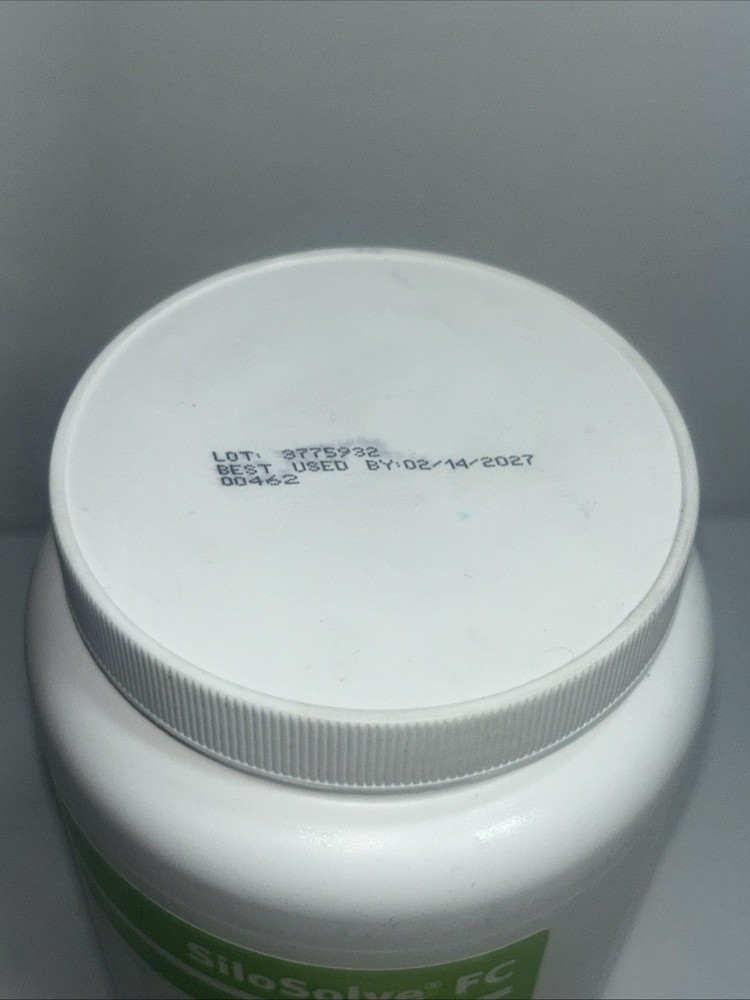 LOT: 3775932
BEST USED BY:02/14/2027
00462
SiloSolve® FC